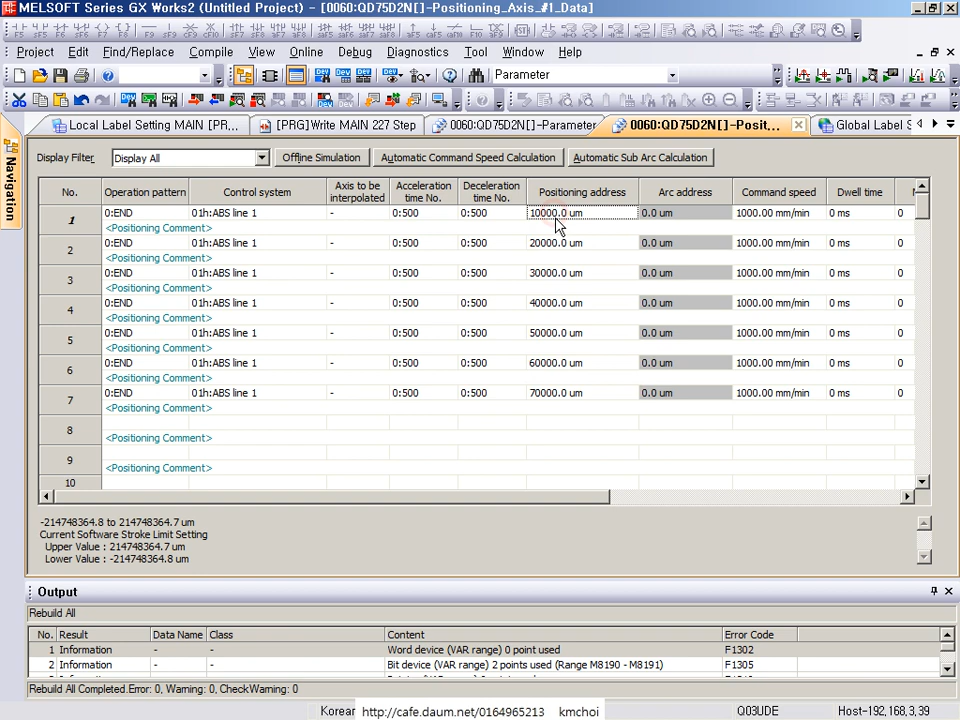 MELSOFT Series GX Works2 (Untitled Project) - [0060:QD75D2N[]-Positioning_Axis_#1_Data]
Project Edit Find/Replace Compile View Online Debug Diagnostics Tool Window Help
Parameter
Local Label Setting MAIN [PR... [PRG]Write MAIN 227 Step 0060:QD75D2N[]-Parameter 0060:QD75D2N[]-Posit... Global Label S
Navigation
Display Filter Display All Offline Simulation Automatic Command Speed Calculation Automatic Sub Arc Calculation
No. Operation pattern Control system Axis to be interpolated Acceleration time No. Deceleration time No. Positioning address Arc address Command speed Dwell time
1 0:END 01h:ABS line 1 - 0:500 0:500 10000.0 um 0.0 um 1000.00 mm/min 0 ms 0
<Positioning Comment>
2 0:END 01h:ABS line 1 - 0:500 0:500 20000.0 um 0.0 um 1000.00 mm/min 0 ms 0
<Positioning Comment>
3 0:END 01h:ABS line 1 - 0:500 0:500 30000.0 um 0.0 um 1000.00 mm/min 0 ms 0
<Positioning Comment>
4 0:END 01h:ABS line 1 - 0:500 0:500 40000.0 um 0.0 um 1000.00 mm/min 0 ms 0
<Positioning Comment>
5 0:END 01h:ABS line 1 - 0:500 0:500 50000.0 um 0.0 um 1000.00 mm/min 0 ms 0
<Positioning Comment>
6 0:END 01h:ABS line 1 - 0:500 0:500 60000.0 um 0.0 um 1000.00 mm/min 0 ms 0
<Positioning Comment>
7 0:END 01h:ABS line 1 - 0:500 0:500 70000.0 um 0.0 um 1000.00 mm/min 0 ms 0
<Positioning Comment>
8
<Positioning Comment>
9
<Positioning Comment>
10
-214748364.8 to 214748364.7 um
Current Software Stroke Limit Setting
Upper Value : 214748364.7 um
Lower Value : -214748364.8 um
Output
Rebuild All
No. Result Data Name Class Content Error Code
1 Information - - Word device (VAR range) 0 point used F1302
2 Information - - Bit device (VAR range) 2 points used (Range M8190 - M8191) F1305
Rebuild All Completed.Error: 0, Warning: 0, CheckWarning: 0
Korean http://cafe.daum.net/0164965213 kmchoi Q03UDE Host-192,168,3,39